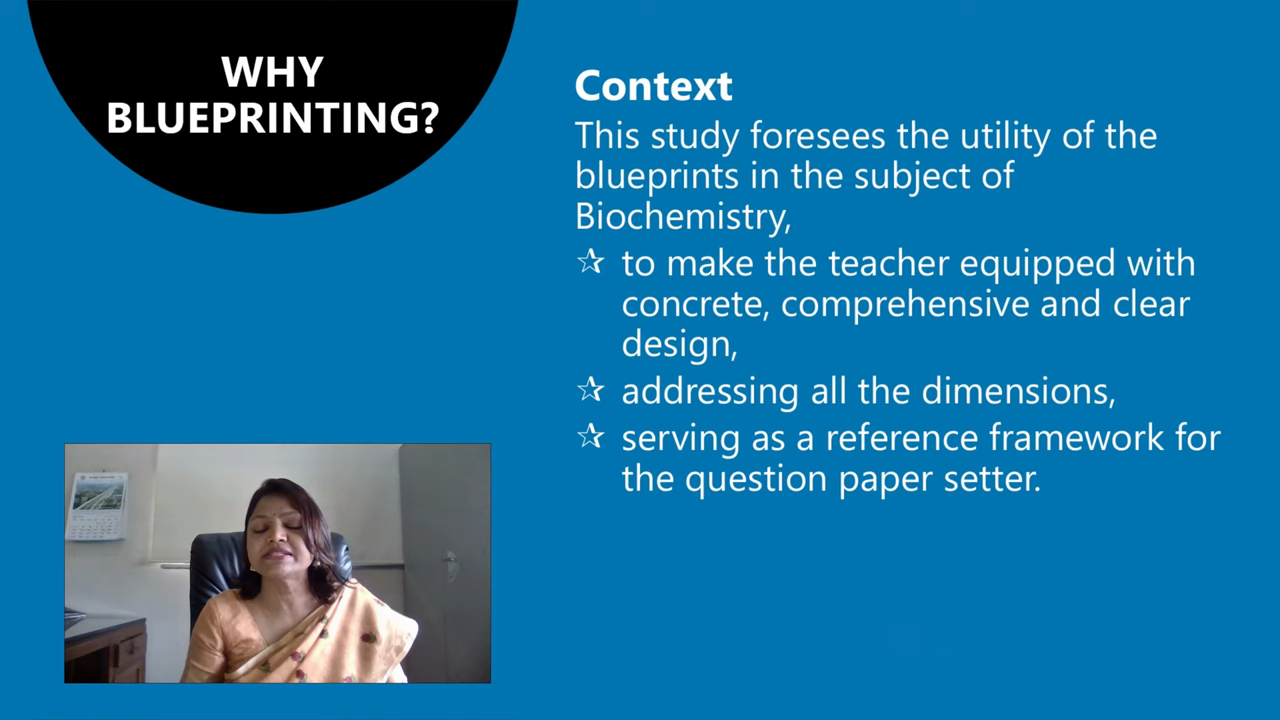 WHY
BLUEPRINTING?
Context
This study foresees the utility of the
blueprints in the subject of
Biochemistry,
☆ to make the teacher equipped with
concrete, comprehensive and clear
design,
☆ addressing all the dimensions,
☆ serving as a reference framework for
the question paper setter.